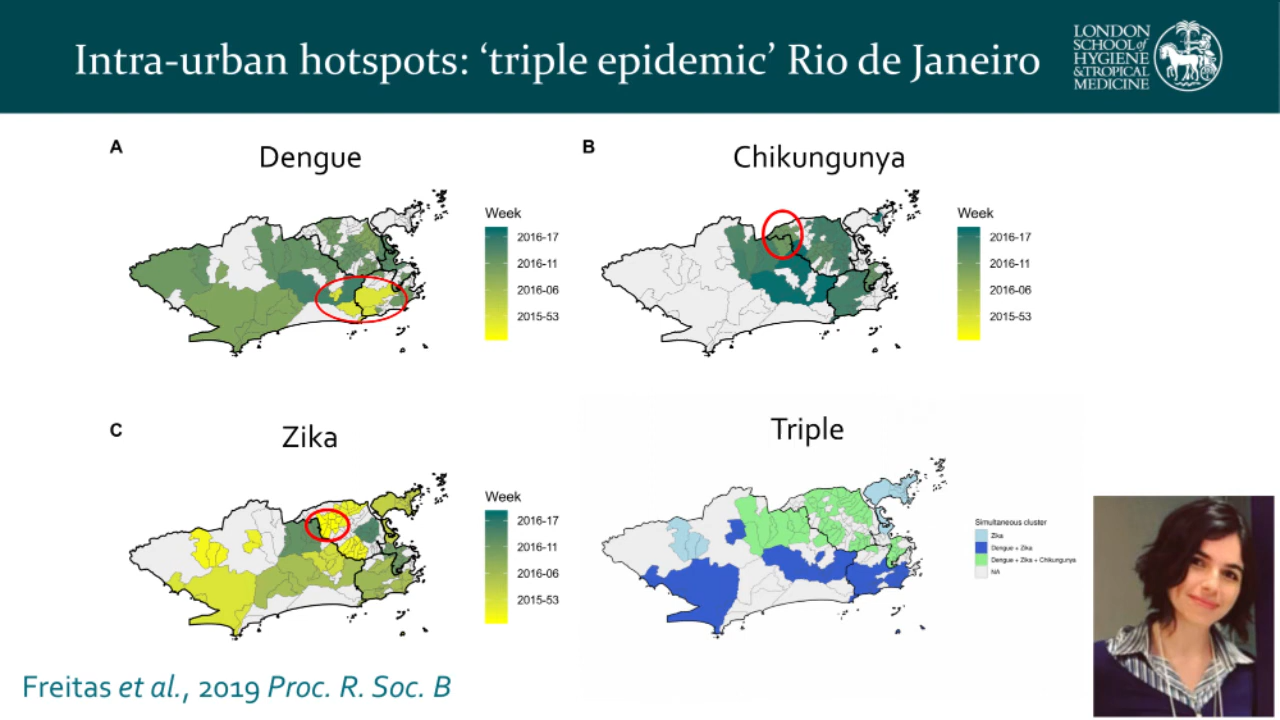 Intra-urban hotspots: ‘triple epidemic’ Rio de Janeiro
LONDON
SCHOOL of
HYGIENE
& TROPICAL
MEDICINE
A
Dengue
Week
2016-17
2016-11
2016-06
2015-53
B
Chikungunya
Week
2016-17
2016-11
2016-06
2015-53
C
Zika
Week
2016-17
2016-11
2016-06
2015-53
Triple
Simultaneous cluster
Zika
Dengue + Zika
Dengue + Zika + Chikungunya
NA
Freitas et al., 2019 Proc. R. Soc. B